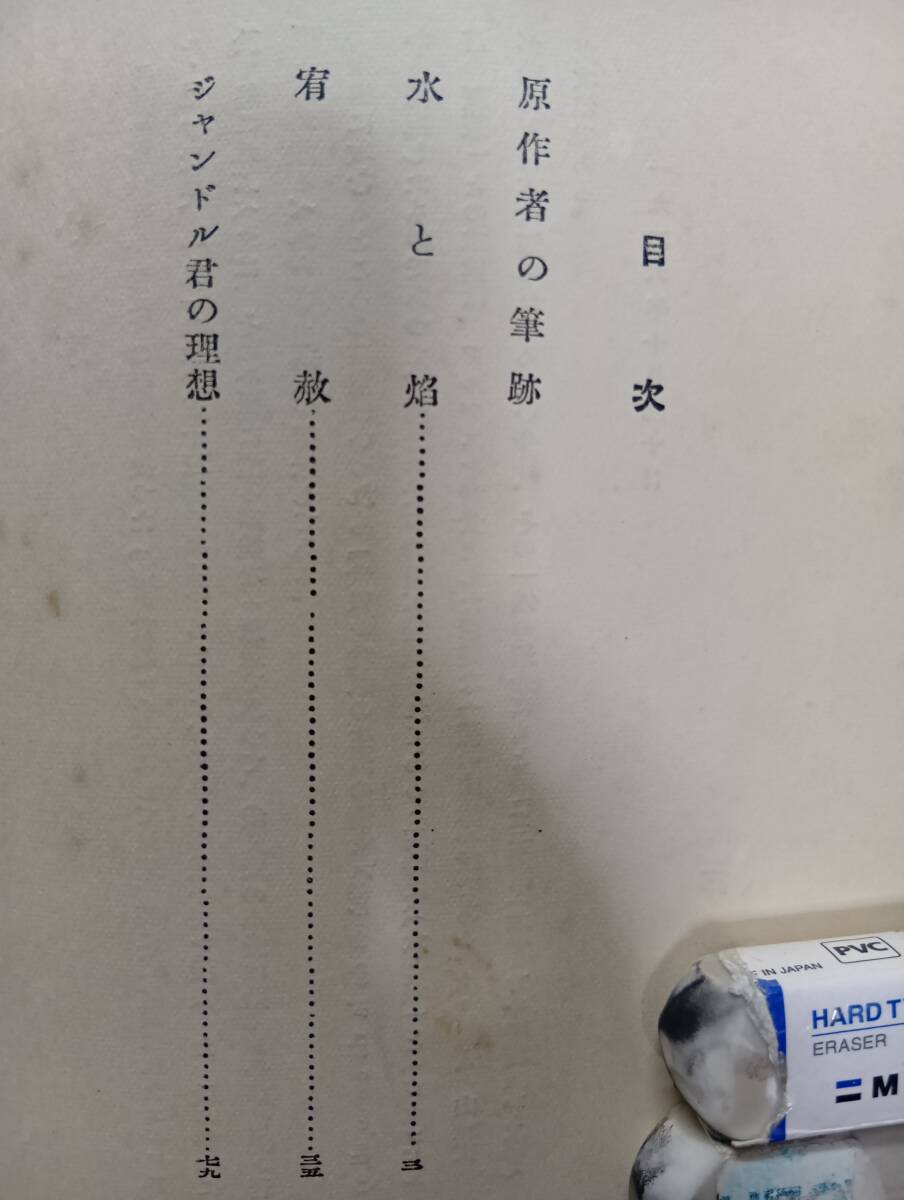 目次
原作者の筆跡
水と焰……三
宥赦……三五
ジャンドル君の理想……七九
PVC
IN JAPAN
HARD T
ERASER
M